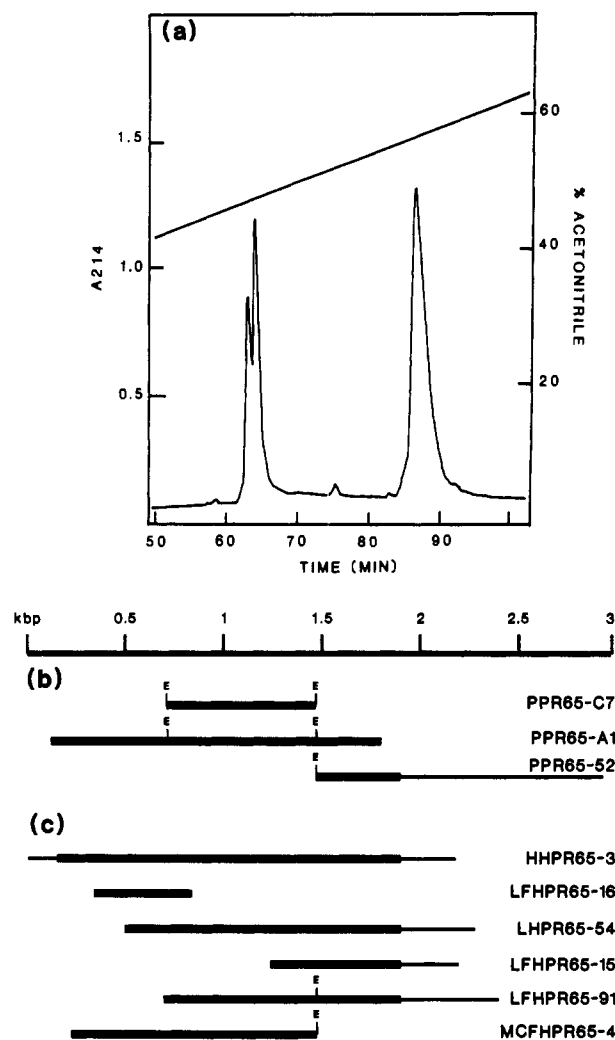 (a)
1.5
1.0
0.5
A214
60
40
20
% ACETONITRILE
50 60 70 80 90
TIME (MIN)
kbp 0.5 1 1.5 2 2.5 3
(b)
E E
PPR65-C7
E E
PPR65-A1
E
PPR65-52
(c)
HHPR65-3
LFHPR65-16
LHPR65-54
LFHPR65-15
E
LFHPR65-91
E
MCFHPR65-4